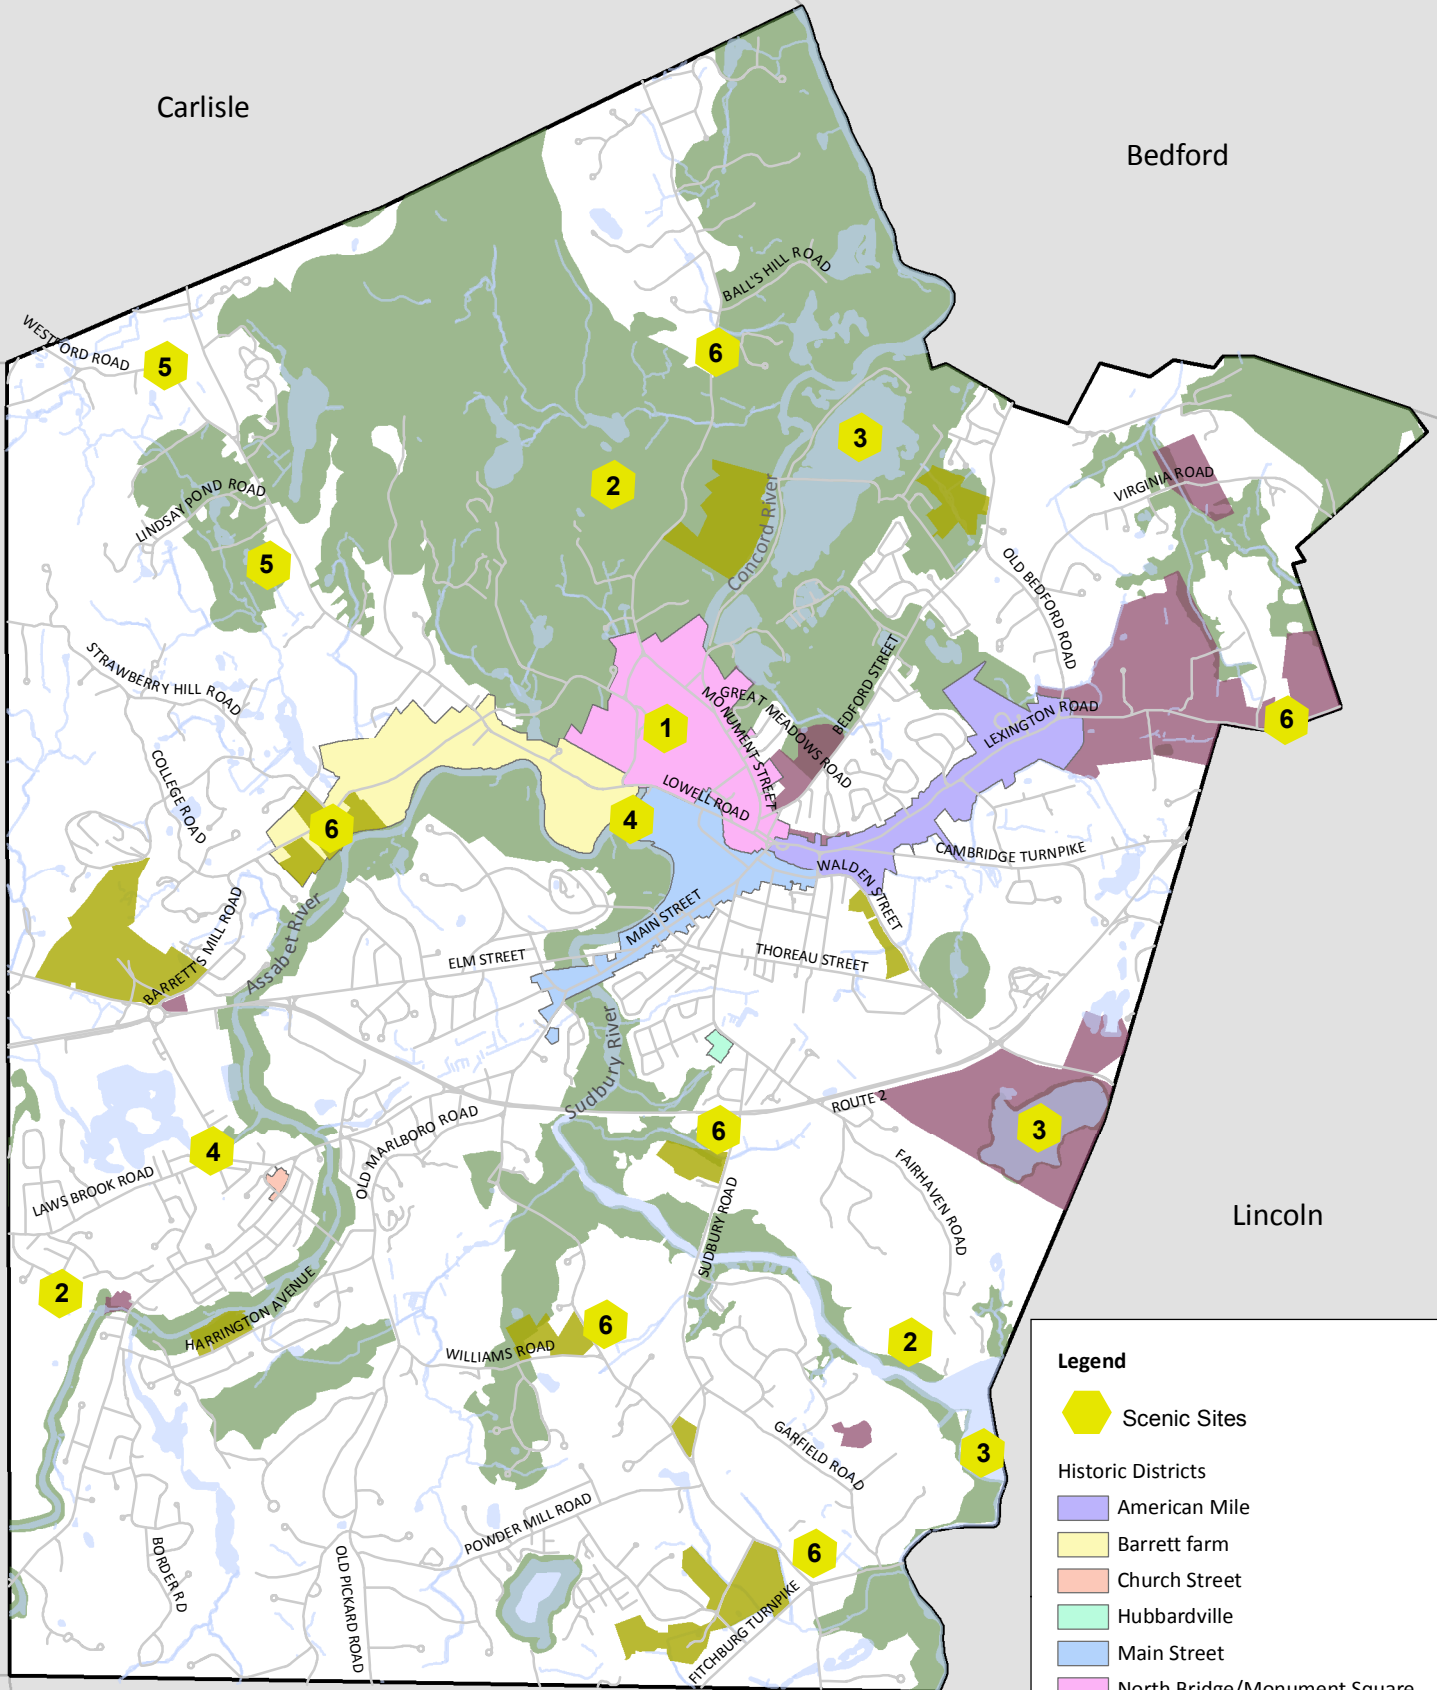 Carlisle
Bedford
BALL'S HILL ROAD
WESTFORD ROAD
5
6
3
2
VIRGINIA ROAD
LINDSAY POND ROAD
Concord River
5
OLD BEDFORD ROAD
STRAWBERRY HILL ROAD
BEDFORD STREET
GREAT MEADOWS ROAD
MONUMENT STREET
1
LEXINGTON ROAD
6
COLLEGE ROAD
LOWELL ROAD
6
4
CAMBRIDGE TURNPIKE
WALDEN STREET
BARRETT'S MILL ROAD
MAIN STREET
Assabet River
ELM STREET
THOREAU STREET
Sudbury River
ROUTE 2
OLD MARLBORO ROAD
6
3
4
LAWS BROOK ROAD
FAIRHAVEN ROAD
SUDBURY ROAD
Lincoln
2
HARRINGTON AVENUE
6
WILLIAMS ROAD
2
GARFIELD ROAD
3
POWDER MILL ROAD
BORDER RD
OLD PICKARD ROAD
6
FITCHBURG TURNPIKE
Legend
Scenic Sites
Historic Districts
American Mile
Barrett farm
Church Street
Hubbardville
Main Street
North Bridge/Monument Square